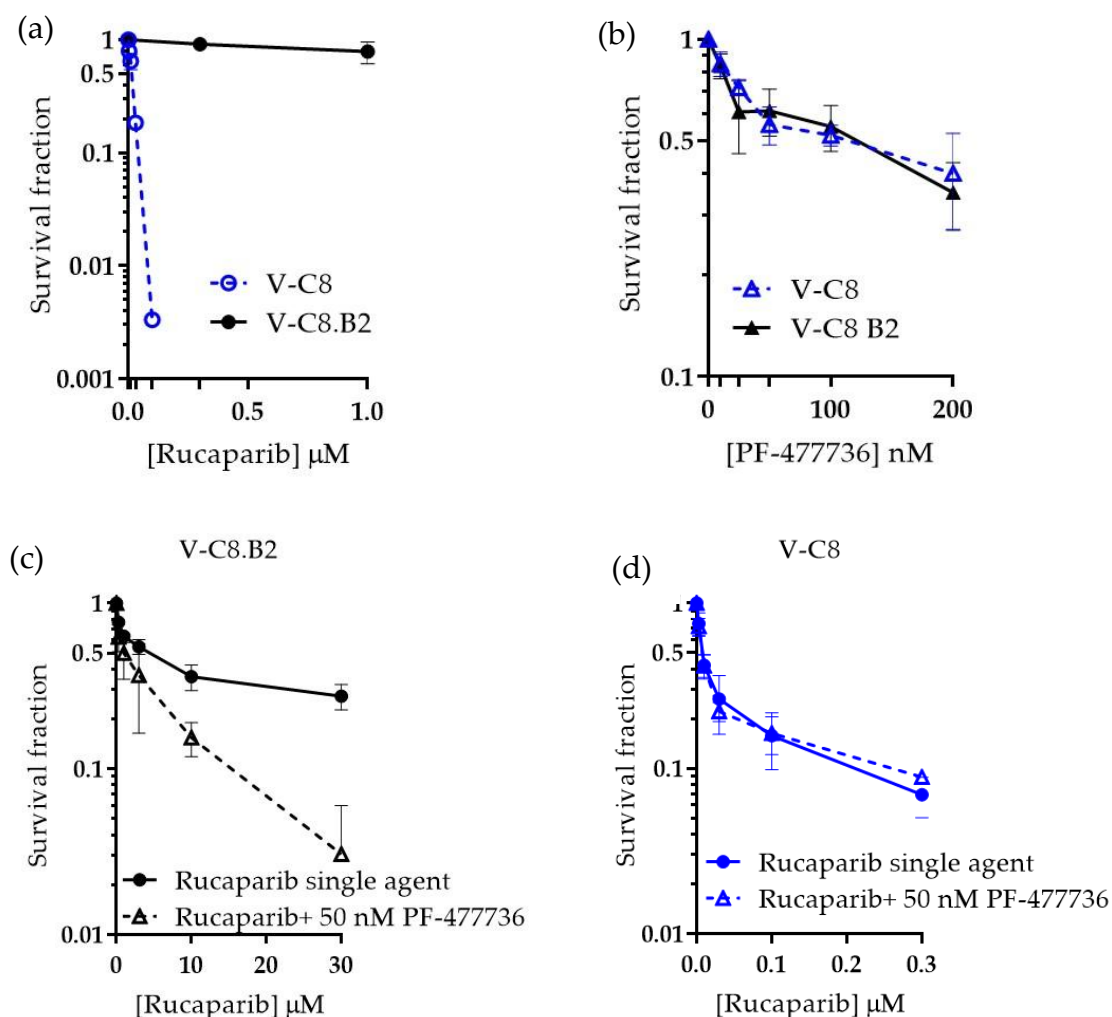 (a)
1
0.5
0.1
0.01
0.001
Survival fraction
V-C8
V-C8.B2
0.0 0.5 1.0
[Rucaparib] μM
(b)
1
0.5
0.1
Survival fraction
V-C8
V-C8 B2
0 100 200
[PF-477736] nM
(c)
V-C8.B2
1
0.5
0.1
0.01
Survival fraction
Rucaparib single agent
Rucaparib+ 50 nM PF-477736
0 10 20 30
[Rucaparib] μM
(d)
V-C8
1
0.5
0.1
0.01
Survival fraction
Rucaparib single agent
Rucaparib+ 50 nM PF-477736
0.0 0.1 0.2 0.3
[Rucaparib] μM